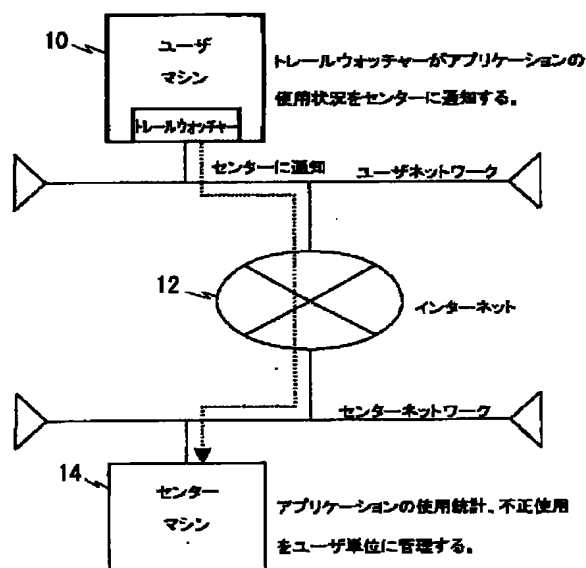 10
ユーザ
マシン
トレールウォッチャー
トレールウォッチャーがアプリケーションの
使用状況をセンターに通知する。
センターに通知
ユーザネットワーク
12
インターネット
センターネットワーク
14
センター
マシン
アプリケーションの使用統計、不正使用
をユーザ単位に管理する。